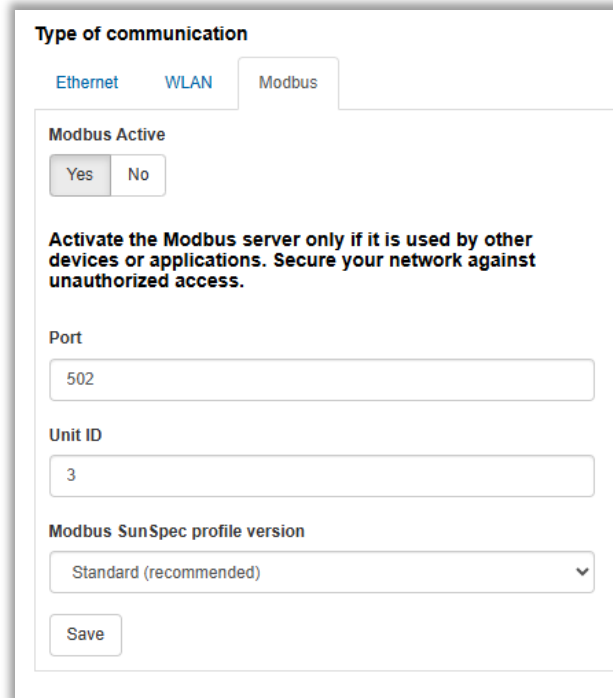 Type of communication
Ethernet WLAN Modbus
Modbus Active
Yes No
Activate the Modbus server only if it is used by other
devices or applications. Secure your network against
unauthorized access.
Port
502
Unit ID
3
Modbus SunSpec profile version
Standard (recommended)
Save